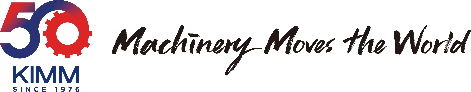 50
KIMM
SINCE 1976
Machinery Moves the World